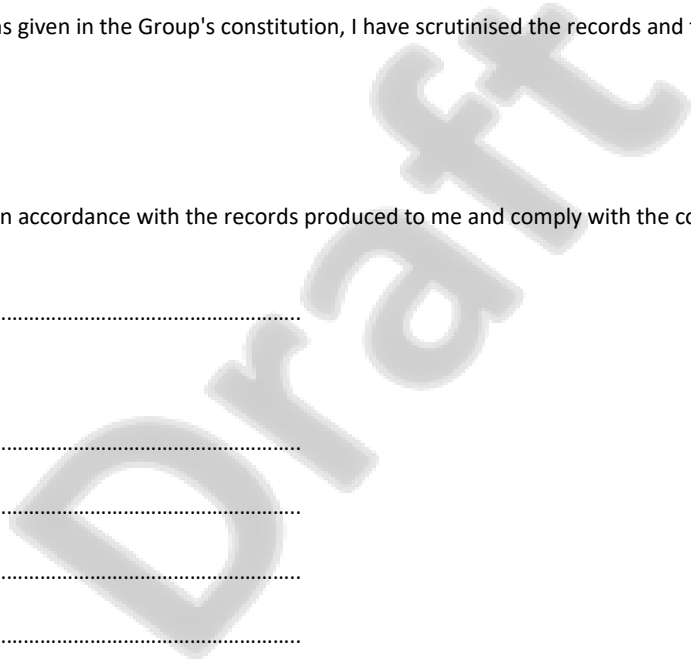 given in the Group's constitution, I have scrutinised the records and
n accordance with the records produced to me and comply with the co
..............................................................
..............................................................
..............................................................
..............................................................
..............................................................
Draft